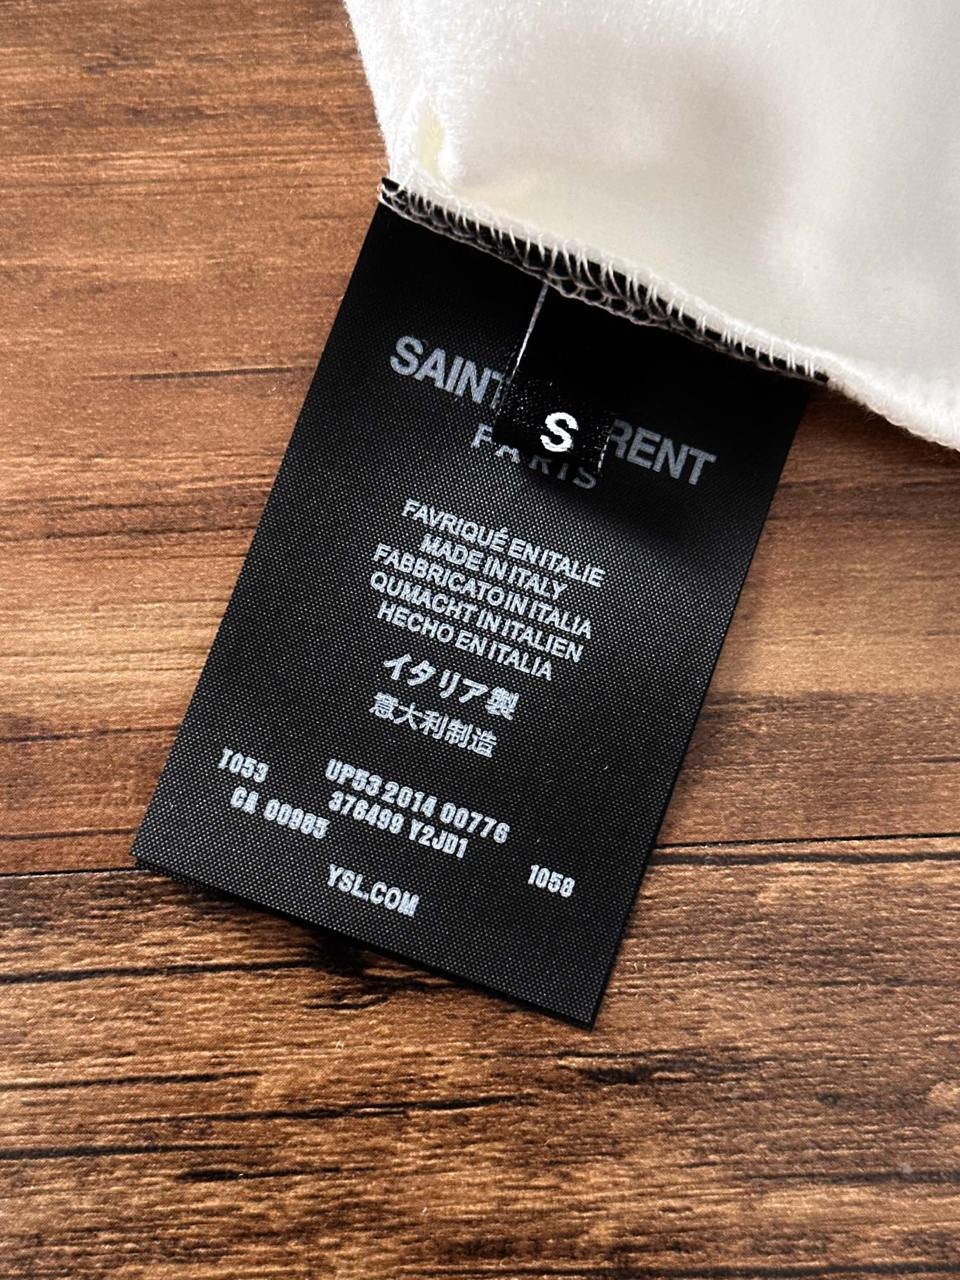 SAINT RENT
S
PARIS
FAVRIQUÉ EN ITALIE
MADE IN ITALY
FABBRICATO IN ITALIA
QUMACHT IN ITALIEN
HECHO EN ITALIA
イタリア製
意大利制造
T053 UP53 2014 00776
CA 00985 376499 Y2JD1
1058
YSL.COM